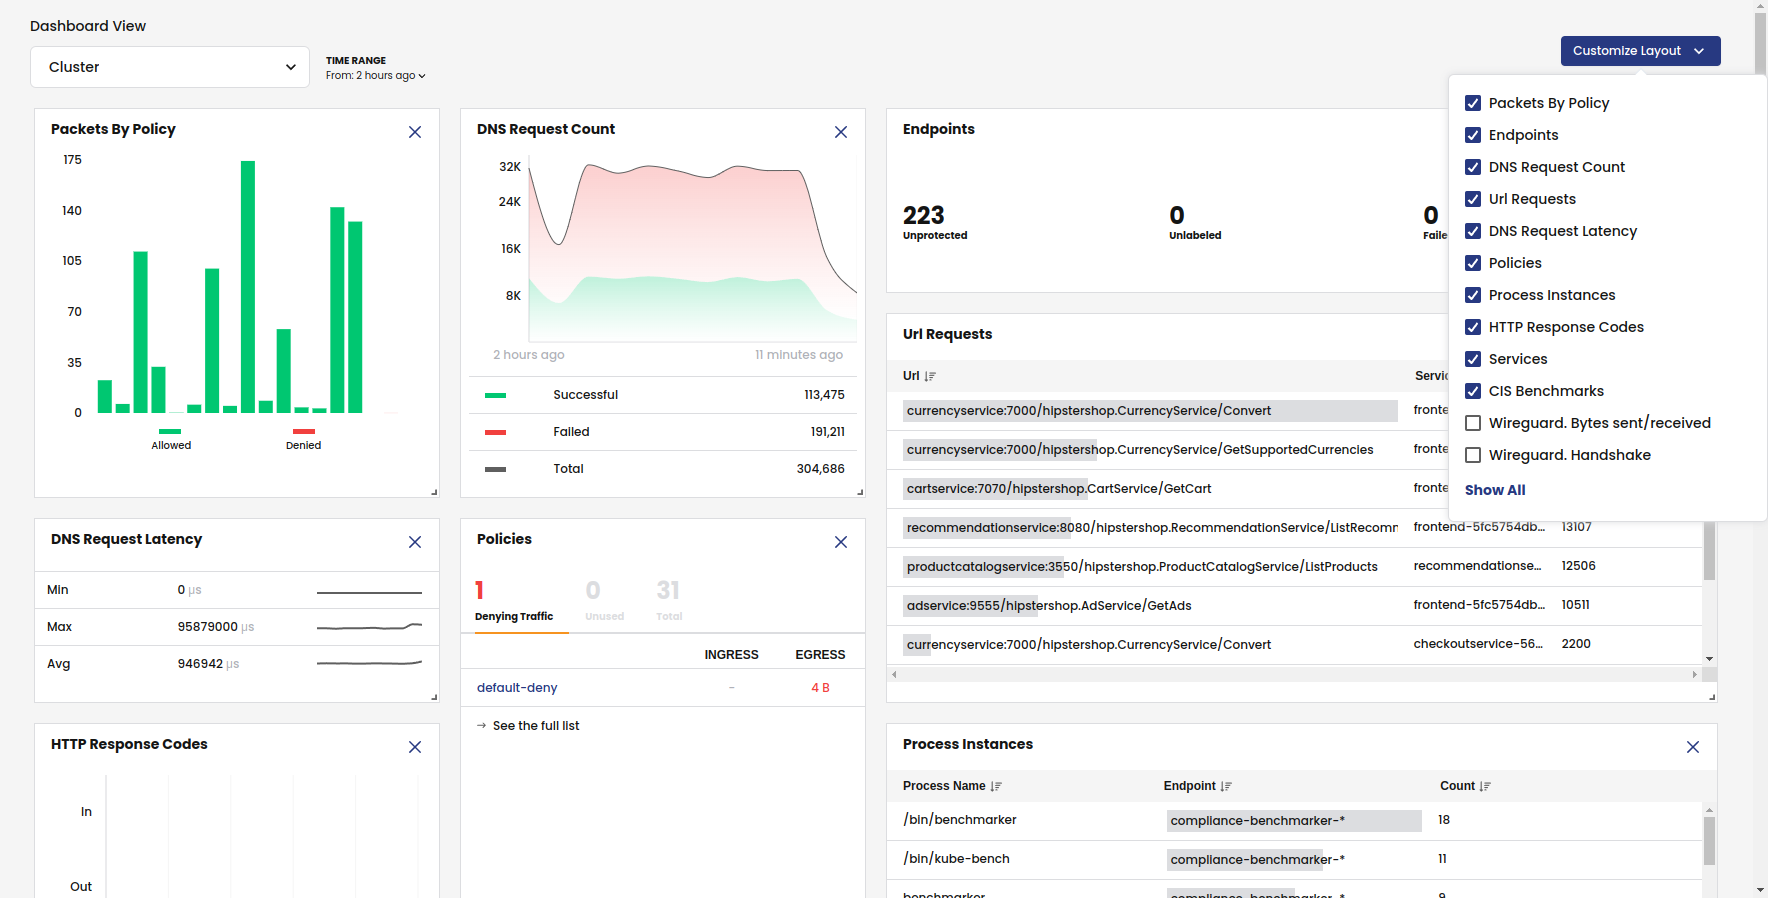 Dashboard View
Cluster
TIME RANGE
From: 2 hours ago
Customize Layout
Packets By Policy
Endpoints
DNS Request Count
Url Requests
DNS Request Latency
Policies
Process Instances
HTTP Response Codes
Services
CIS Benchmarks
Wireguard. Bytes sent/received
Wireguard. Handshake
Show All
Packets By Policy
175
140
105
70
35
0
Allowed
Denied
DNS Request Count
32K
24K
16K
8K
2 hours ago
11 minutes ago
Successful 113,475
Failed 191,211
Total 304,686
Endpoints
223
Unprotected
0
Unlabeled
0
Faile
Url Requests
Url Servic
currencyservice:7000/hipstershop.CurrencyService/Convert fronte
currencyservice:7000/hipstershop.CurrencyService/GetSupportedCurrencies fronte
cartservice:7070/hipstershop.CartService/GetCart fronte
recommendationservice:8080/hipstershop.RecommendationService/ListRecomm frontend-5fc5754db... 13107
productcatalogservice:3550/hipstershop.ProductCatalogService/ListProducts recommendationse... 12506
adservice:9555/hipstershop.AdService/GetAds frontend-5fc5754db... 10511
currencyservice:7000/hipstershop.CurrencyService/Convert checkoutservice-56... 2200
DNS Request Latency
Min 0 µs
Max 95879000 µs
Avg 946942 µs
Policies
1
Denying Traffic
0
Unused
31
Total
INGRESS EGRESS
default-deny - 4 B
→ See the full list
HTTP Response Codes
In
Out
Process Instances
Process Name Endpoint Count
/bin/benchmarker compliance-benchmarker-* 18
/bin/kube-bench compliance-benchmarker-* 11
benchmarker compliance-benchmarker-* 9